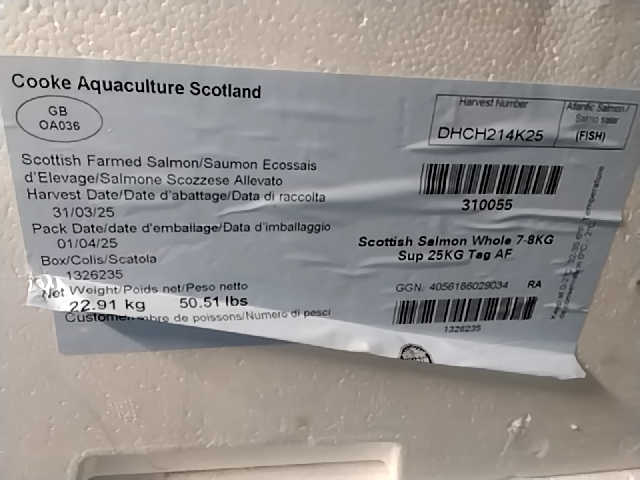 Cooke Aquaculture Scotland
GB
OA036
Harvest Number
DHCH214K25
Atlantic Salmon /
Salmo salar
(FISH)
Scottish Farmed Salmon/Saumon Ecossais
d'Elevage/Salmone Scozzese Allevato
Harvest Date/Date d'abattage/Data di raccolta
31/03/25
Pack Date/date d'emballage/Data d'imballaggio
01/04/25
Box/Colis/Scatola
1326235
Net Weight/Poids net/Peso netto
22.91 kg 50.51 lbs
Custome
bre de poissons/Numero di pesci
310055
Scottish Salmon Whole 7-8KG
Sup 25KG Tag AF
GGN: 4056186029034 RA
1326235